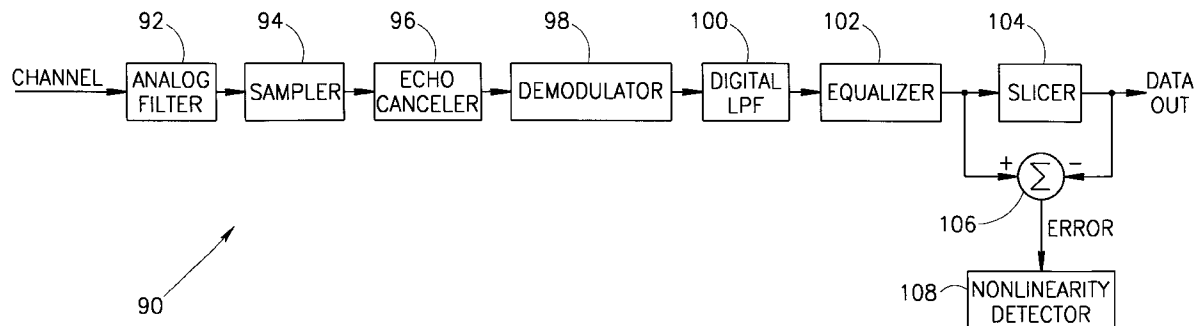 92
94
96
98
100
102
104
CHANNEL
ANALOG
FILTER
SAMPLER
ECHO
CANCELER
DEMODULATOR
DIGITAL
LPF
EQUALIZER
SLICER
DATA
OUT
+
Σ
−
106
ERROR
90
108
NONLINEARITY
DETECTOR